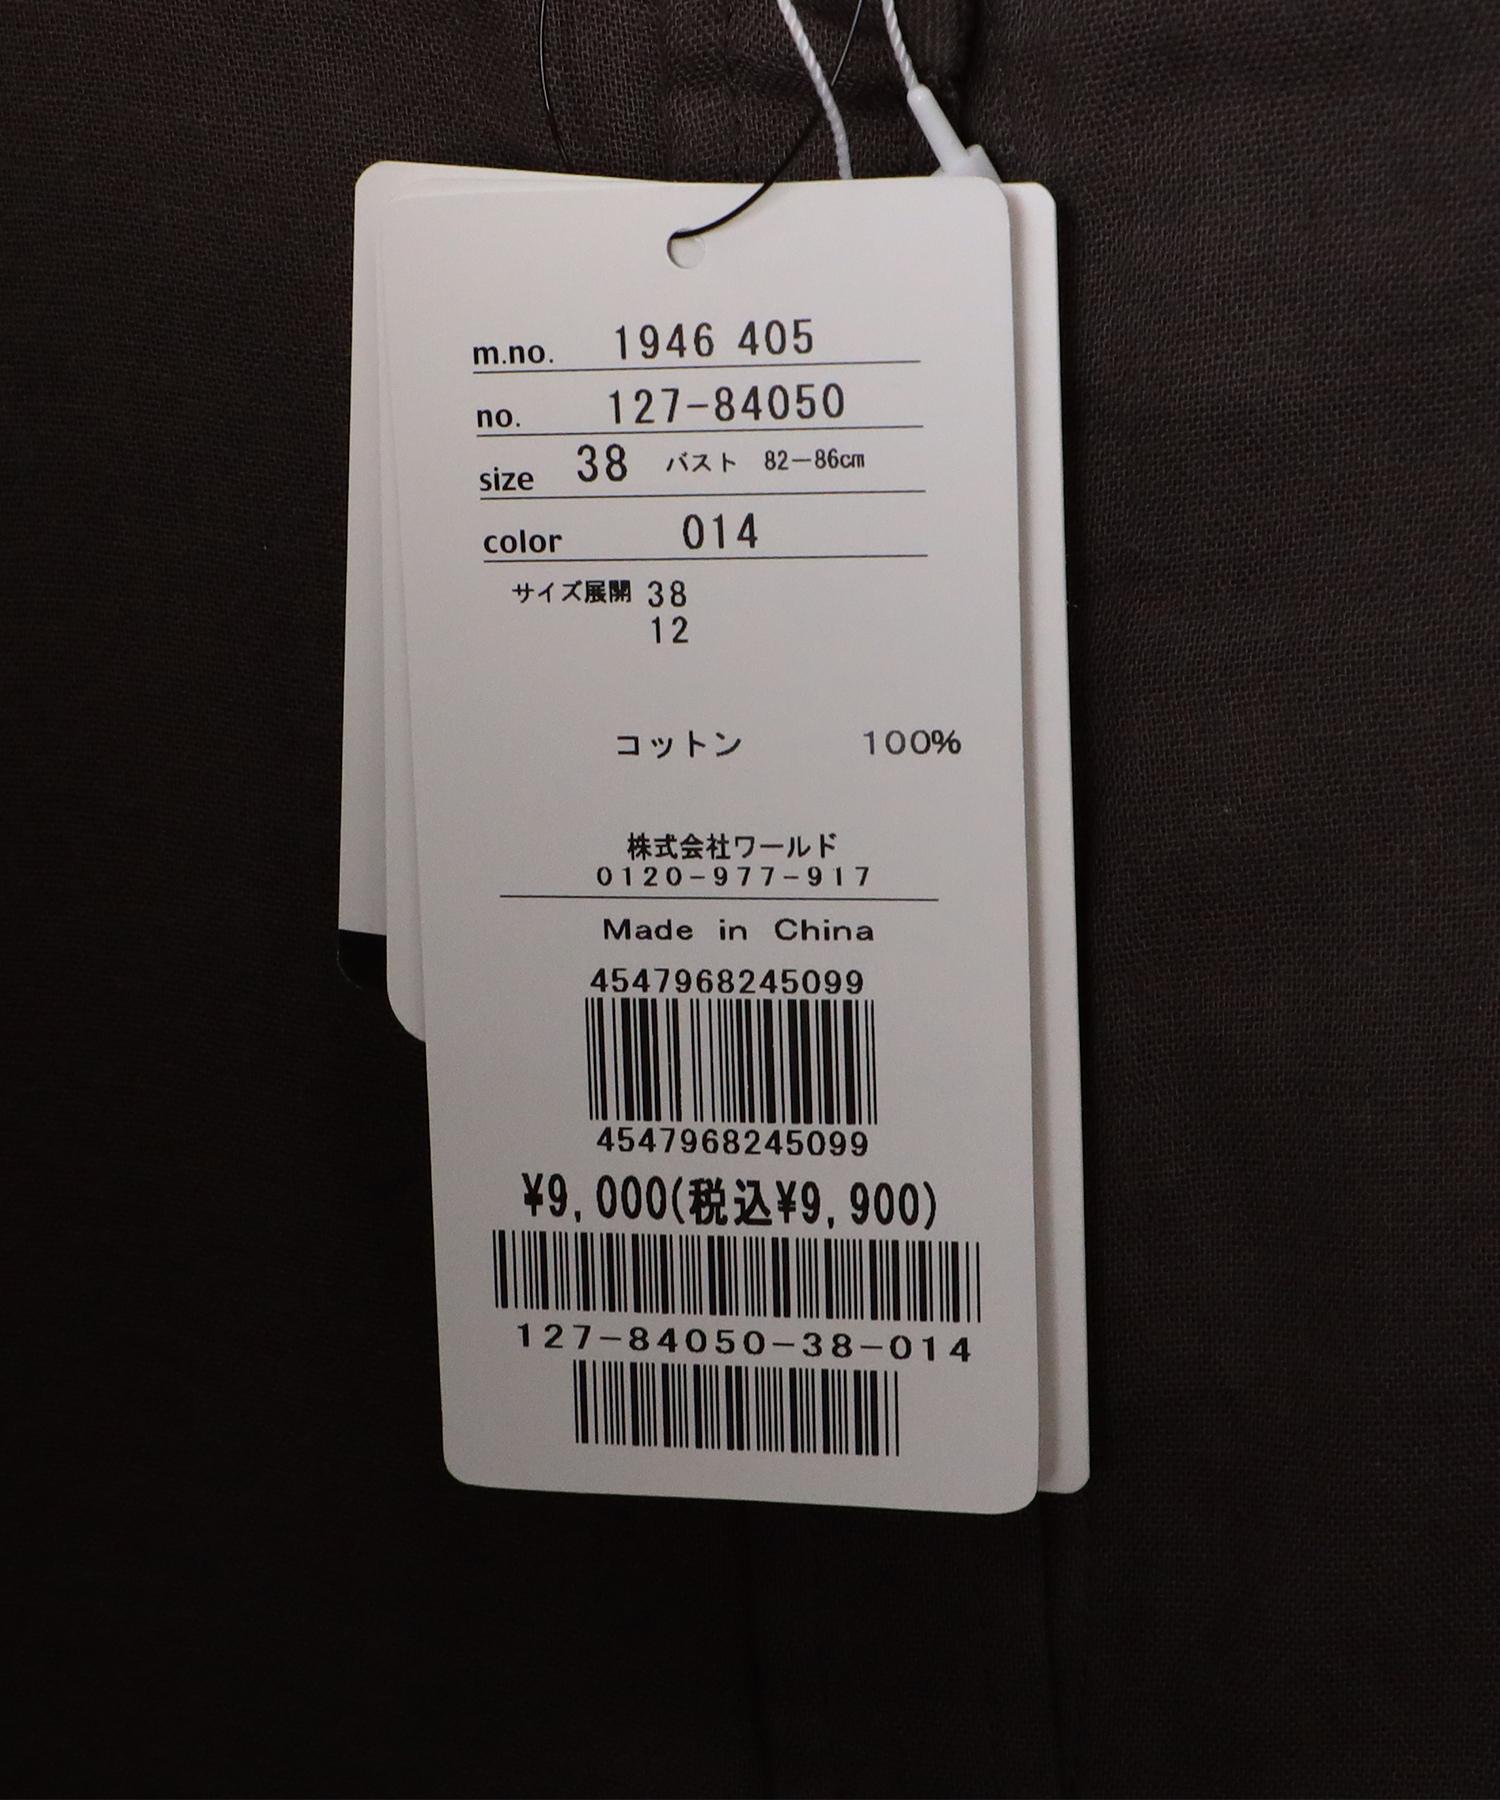 m.no. 1946 405
no. 127-84050
size 38 バスト 82-86cm
color 014
サイズ展開 38
12
コットン 100%
株式会社ワールド
0120-977-917
Made in China
4547968245099
4547968245099
¥9,000(税込¥9,900)
127-84050-38-014